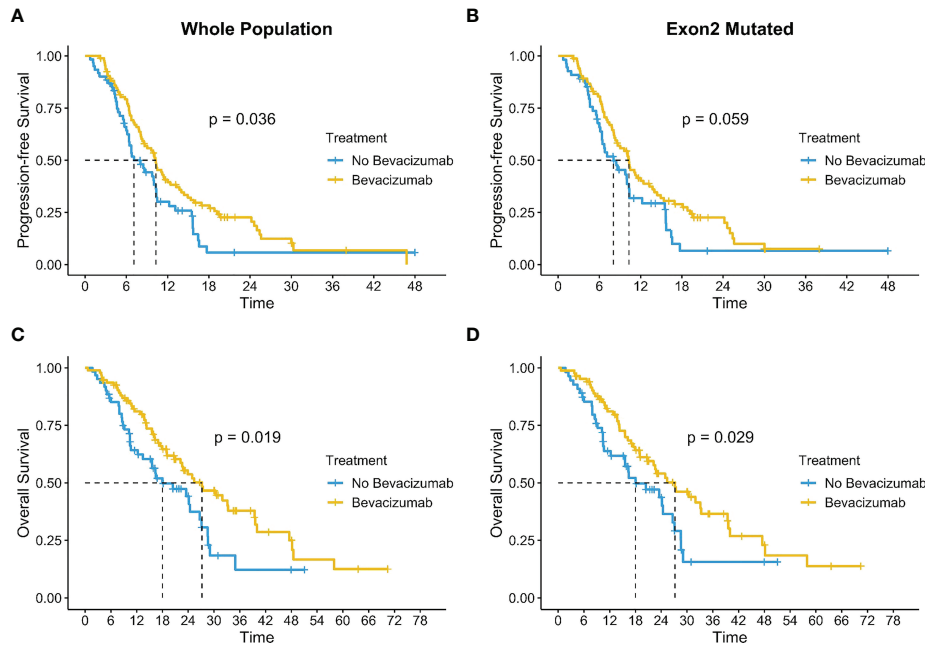 A
Whole Population
Progression-free Survival
1.00
0.75
0.50
0.25
0.00
p = 0.036
Treatment
No Bevacizumab
Bevacizumab
0 6 12 18 24 30 36 42 48
Time
B
Exon2 Mutated
Progression-free Survival
1.00
0.75
0.50
0.25
0.00
p = 0.059
Treatment
No Bevacizumab
Bevacizumab
0 6 12 18 24 30 36 42 48
Time
C
Overall Survival
1.00
0.75
0.50
0.25
0.00
p = 0.019
Treatment
No Bevacizumab
Bevacizumab
0 6 12 18 24 30 36 42 48 54 60 66 72 78
Time
D
Overall Survival
1.00
0.75
0.50
0.25
0.00
p = 0.029
Treatment
No Bevacizumab
Bevacizumab
0 6 12 18 24 30 36 42 48 54 60 66 72 78
Time